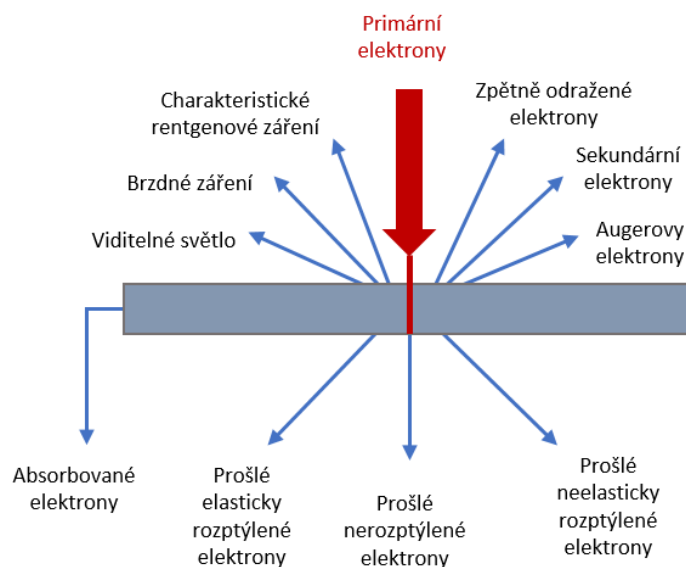 Primární
elektrony
Charakteristické
rentgenové záření
Zpětně odražené
elektrony
Brzdné záření
Sekundární
elektrony
Viditelné světlo
Augerovy
elektrony
Absorbované
elektrony
Prošlé
elasticky
rozptýlené
elektrony
Prošlé
nerozptýlené
elektrony
Prošlé
neelasticky
rozptýlené
elektrony